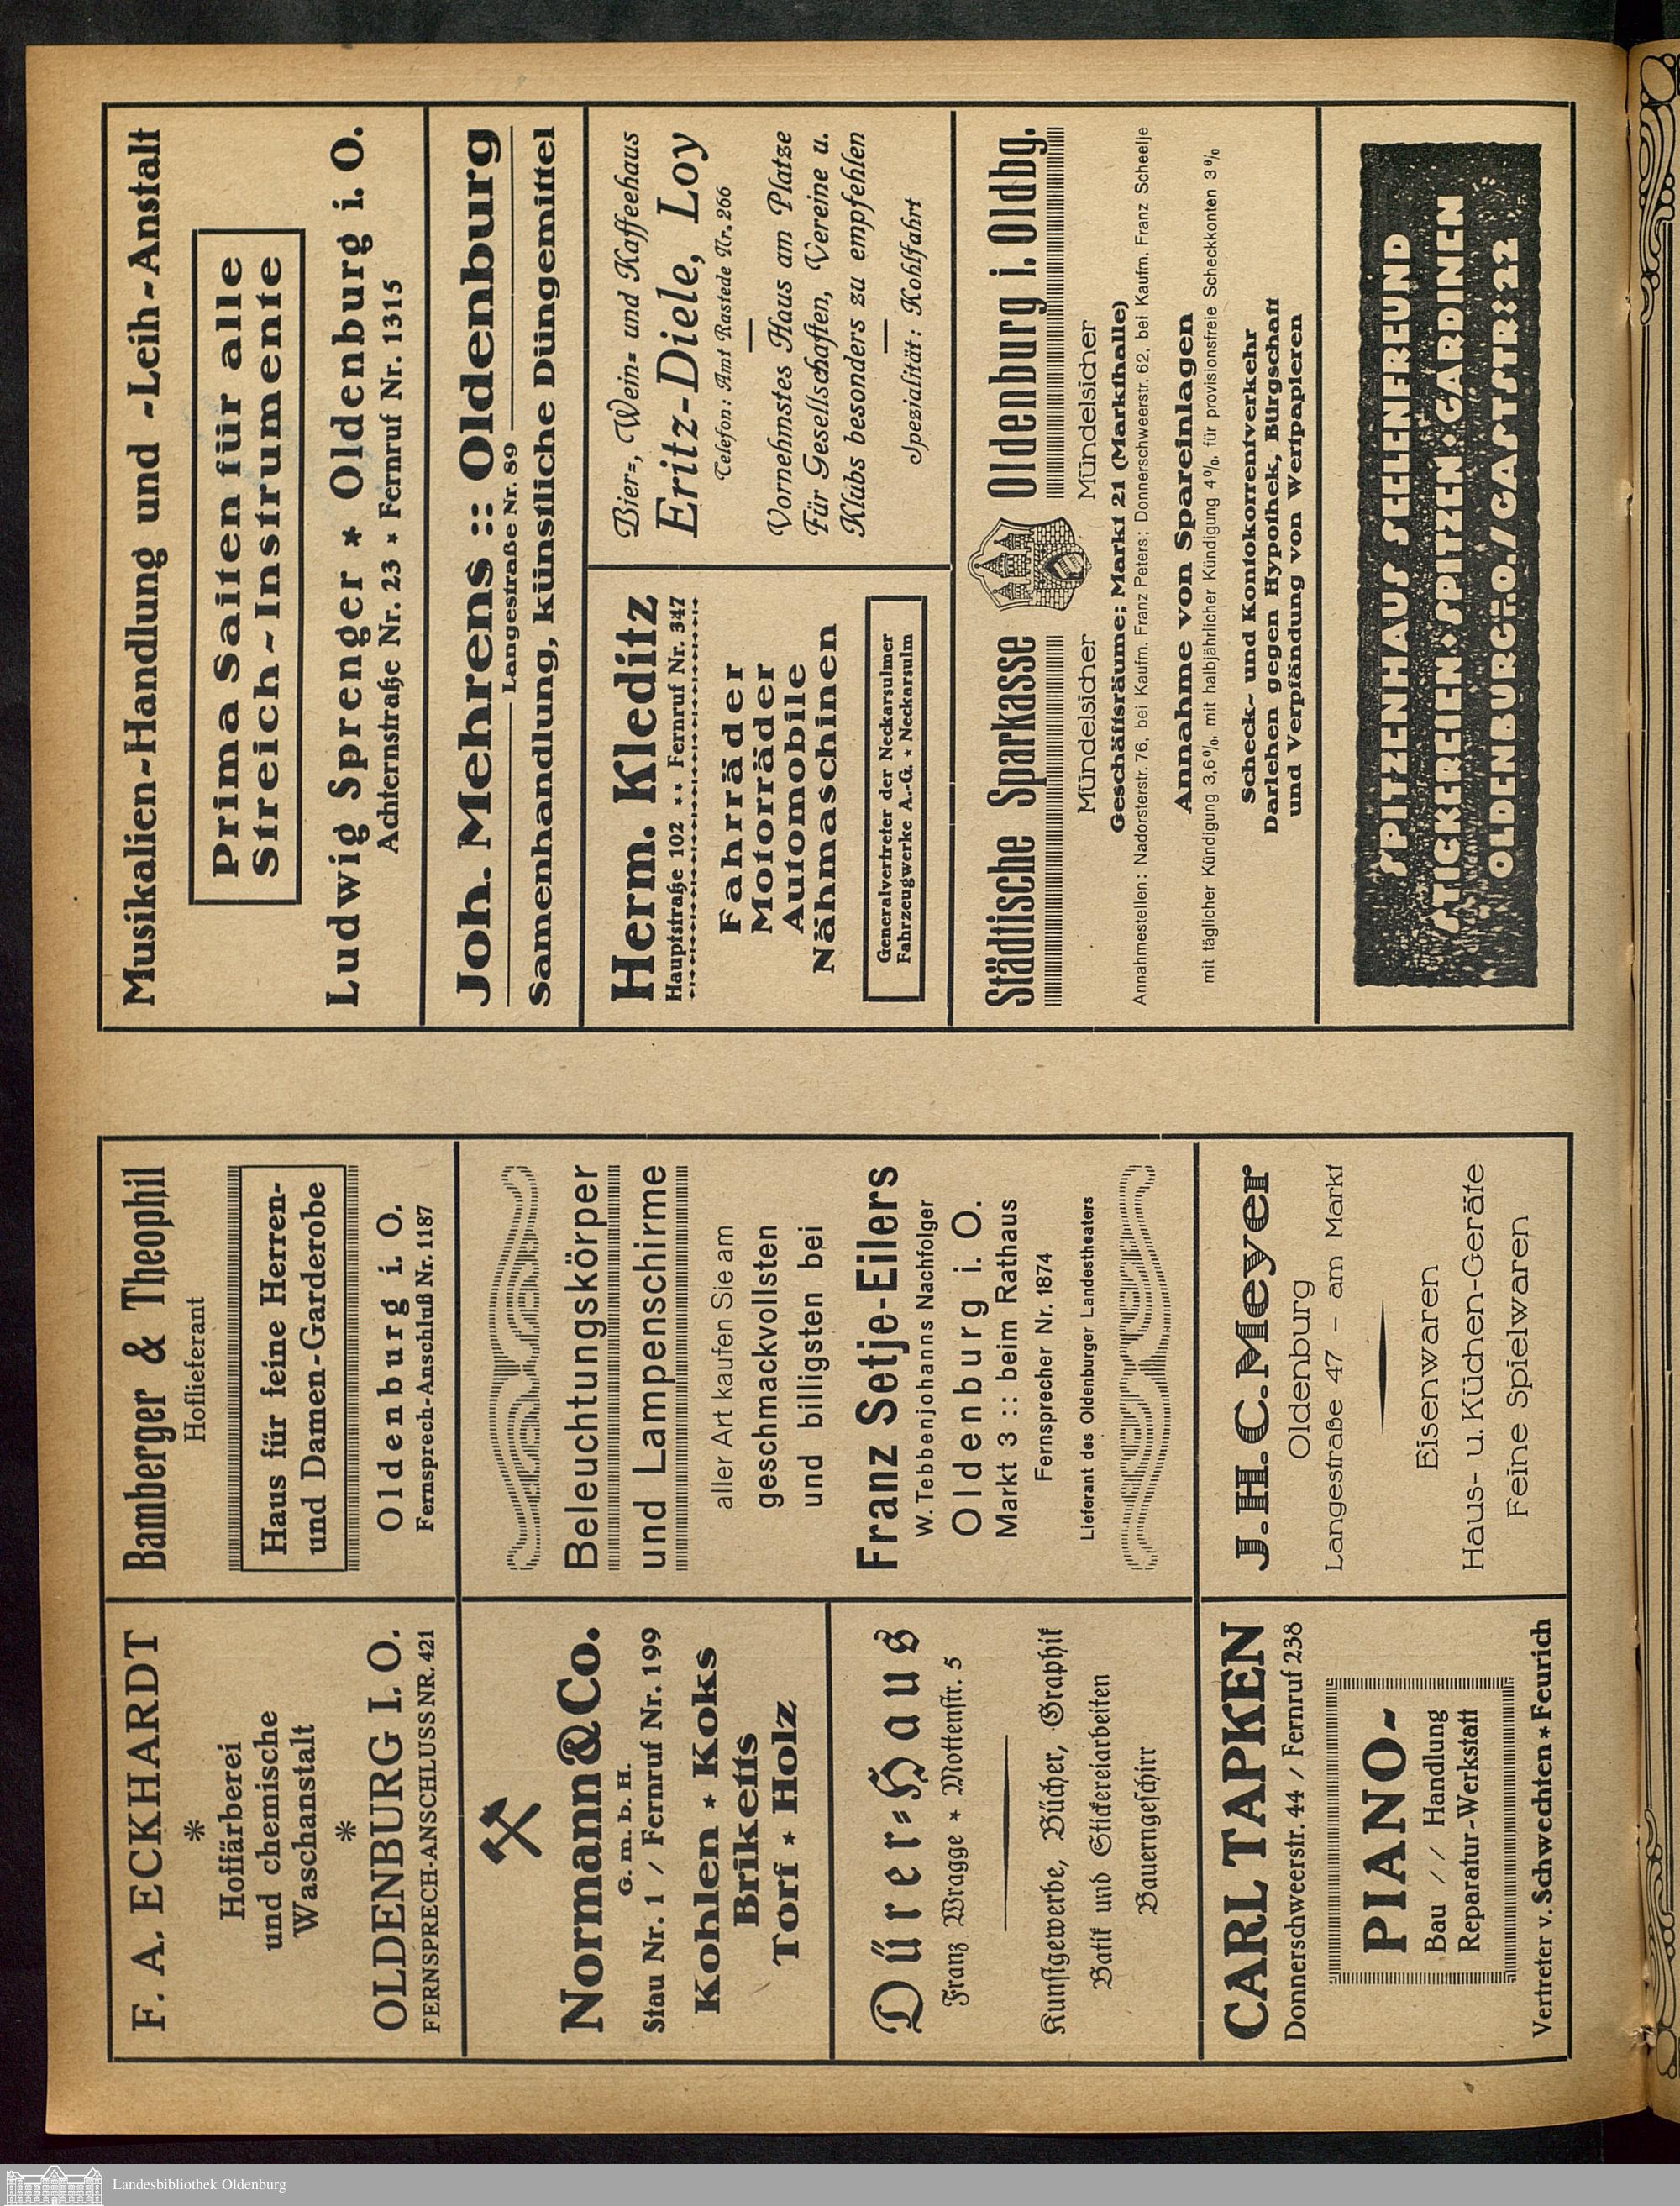 F. A. ECKHARDT
*
Hoffärberei
und chemische
Waschanstalt
*
OLDENBURG I. O.
FERNSPRECH-ANSCHLUSS NR. 421
Bamberger & Theophil
Hoflieferant
Haus für feine Herren-
und Damen-Garderobe
Oldenburg i. O.
Fernsprech-Anschluß Nr. 1187
Normann & Co.
G. m. b. H.
Stau Nr. 1 / Fernruf Nr. 199
Kohlen * Koks
Briketts
Torf * Holz
Dürer=Haus
Franz Wragge * Mottenstr. 5
Kunstgewerbe, Bücher, Graphik
Batik und Stickereiarbeiten
Bauerngeschirr
Beleuchtungskörper
und Lampenschirme
aller Art kaufen Sie am
geschmackvollsten
und billigsten bei
Franz Setje-Eilers
W. Tebbenjohanns Nachfolger
Oldenburg i. O.
Markt 3 :: beim Rathaus
Fernsprecher Nr. 1874
Lieferant des Oldenburger Landestheaters
CARL TAPKEN
Donnerschweerstr. 44 / Fernruf 238
PIANO-
Bau // Handlung
Reparatur-Werkstatt
Vertreter v. Schwechten * Feurich
J. H. C. Meyer
Oldenburg
Langestraße 47 – am Markt
Eisenwaren
Haus- u. Küchen-Geräte
Feine Spielwaren
Musikalien-Handlung und -Leih-Anstalt
Prima Saiten für alle
Streich-Instrumente
Ludwig Sprenger * Oldenburg i. O.
Achternstraße Nr. 23 * Fernruf Nr. 1315
Joh. Mehrens :: Oldenburg
Langestraße Nr. 89
Samenhandlung, künstliche Düngemittel
Herm. Kleditz
Hauptstraße 102 ** Fernruf Nr. 347
Fahrräder
Motorräder
Automobile
Nähmaschinen
Generalvertreter der Neckarsulmer
Fahrzeugwerke A.-G. * Neckarsulm
Bier=, Wein= und Kaffeehaus
Eritz-Diele, Loy
Telefon: Amt Rastede Nr. 266
Vornehmstes Haus am Platze
Für Gesellschaften, Vereine u.
Klubs besonders zu empfehlen
Spezialität: Kohlfahrt
Städtische Sparkasse Oldenburg i. Oldbg.
Mündelsicher Mündelsicher
Geschäftsräume; Markt 21 (Markthalle)
Annahmestellen: Nadorsterstr. 76, bei Kaufm. Franz Peters; Donnerschweerstr. 62, bei Kaufm. Franz Scheelje
Annahme von Spareinlagen
mit täglicher Kündigung 3,6%, mit halbjährlicher Kündigung 4%, für provisionsfreie Scheckkonten 3%
Scheck- und Kontokorrentverkehr
Darlehen gegen Hypothek, Bürgschaft
und Verpfändung von Wertpapieren
SPITZENHAUS SEELENFREUND
STICKEREIEN·SPITZEN·GARDINEN
OLDENBURG i.O. // GASTSTR: 22
Landesbibliothek Oldenburg